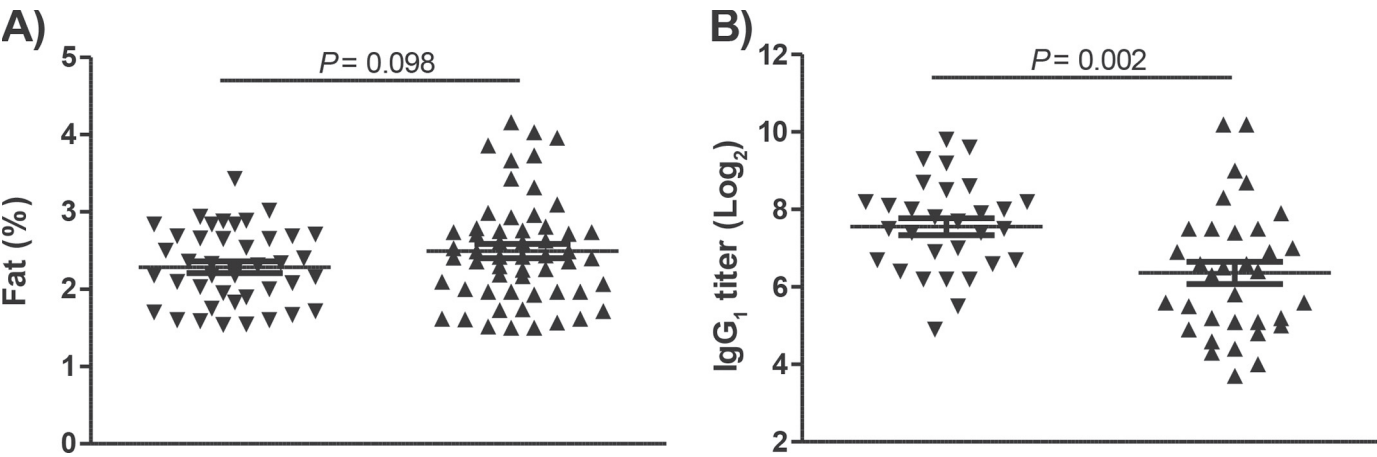 A)
P = 0.098
5
4
3
2
1
0
Fat (%)
B)
P = 0.002
12
10
8
6
4
2
IgG₁ titer (Log₂)